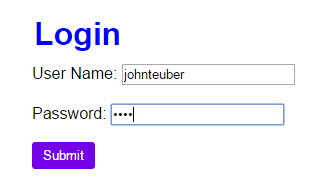 Login
User Name: johnteuber
Password: ••••
Submit